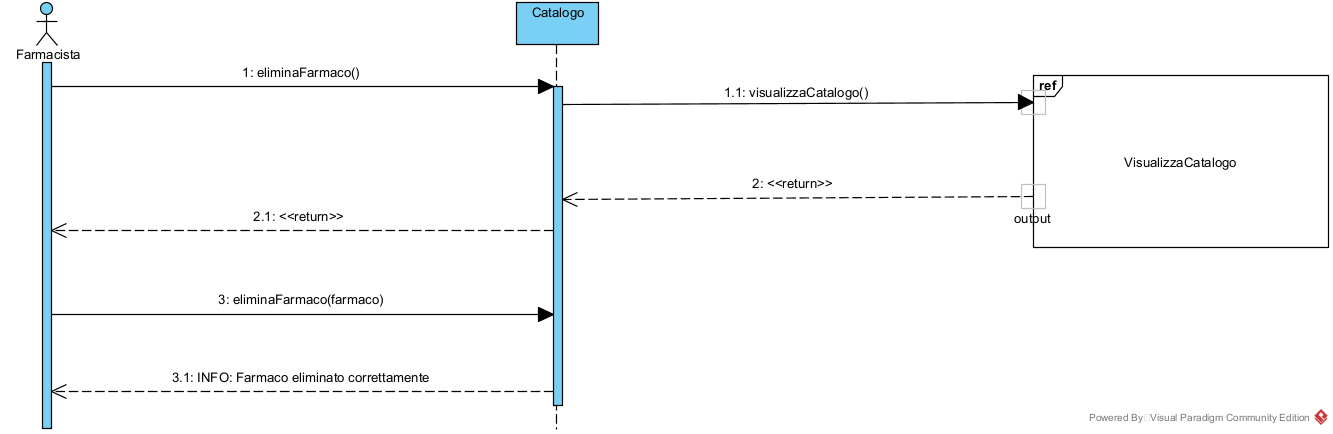 Catalogo
Farmacista
1: eliminaFarmaco()
1.1: visualizzaCatalogo()
ref
VisualizzaCatalogo
2: <<return>>
output
2.1: <<return>>
3: eliminaFarmaco(farmaco)
3.1: INFO: Farmaco eliminato correttamente
Powered By Visual Paradigm Community Edition